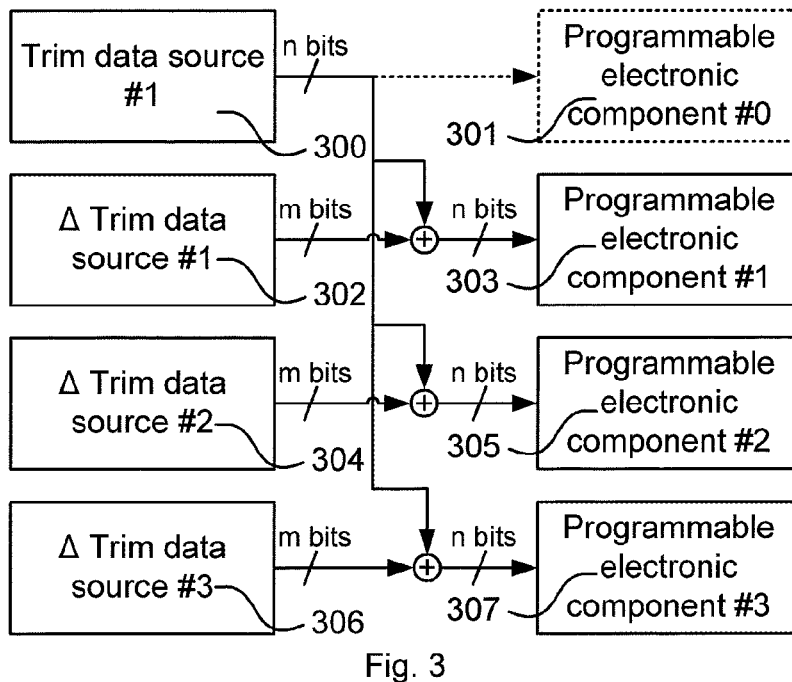 Trim data source
#1
300
n bits
Programmable
electronic
component #0
301
Δ Trim data
source #1
302
m bits
+
n bits
303
Programmable
electronic
component #1
Δ Trim data
source #2
304
m bits
+
n bits
305
Programmable
electronic
component #2
Δ Trim data
source #3
306
m bits
+
n bits
307
Programmable
electronic
component #3
Fig. 3